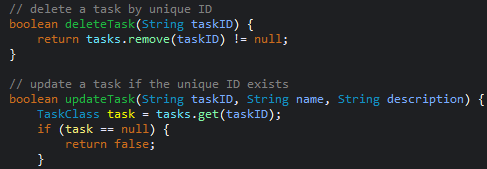 // delete a task by unique ID
boolean deleteTask(String taskID) {
    return tasks.remove(taskID) != null;
}

// update a task if the unique ID exists
boolean updateTask(String taskID, String name, String description) {
    TaskClass task = tasks.get(taskID);
    if (task == null) {
        return false;
    }